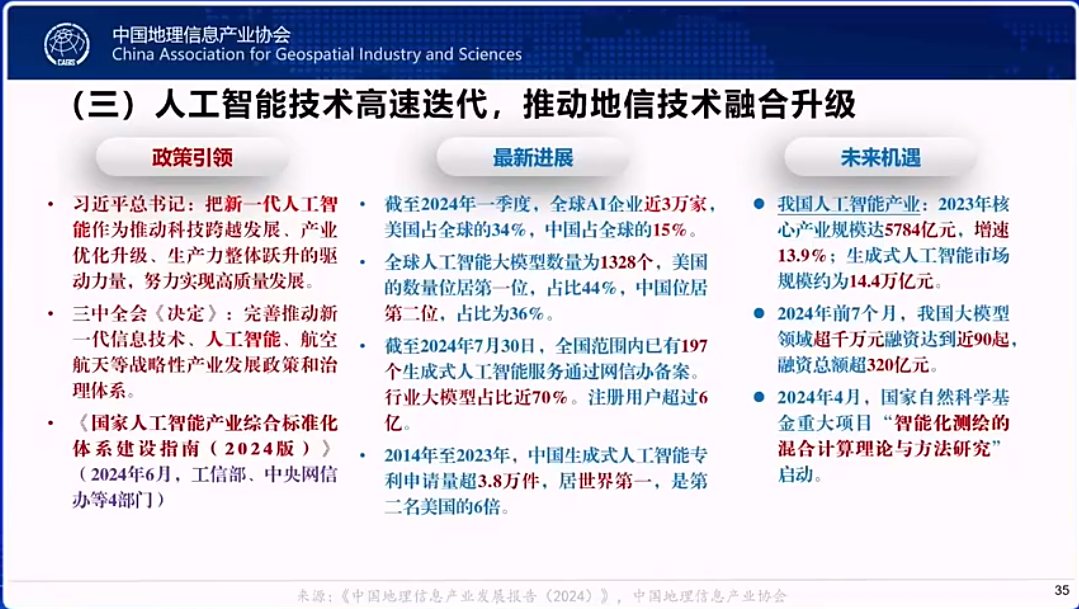 中国地理信息产业协会
China Association for Geospatial Industry and Sciences
CAGIS
（三）人工智能技术高速迭代，推动地信技术融合升级
政策引领
• 习近平总书记：把新一代人工智
能作为推动科技跨越发展、产业
优化升级、生产力整体跃升的驱
动力量，努力实现高质量发展。
• 三中全会《决定》：完善推动新
一代信息技术、人工智能、航空
航天等战略性产业发展政策和治
理体系。
• 《国家人工智能产业综合标准化
体系建设指南（2024版）》
（2024年6月，工信部、中央网信
办等4部门）
最新进展
• 截至2024年一季度，全球AI企业近3万家，
美国占全球的34%，中国占全球的15%。
• 全球人工智能大模型数量为1328个，美国
的数量位居第一位，占比44%，中国位居
第二位，占比为36%。
• 截至2024年7月30日，全国范围内已有197
个生成式人工智能服务通过网信办备案。
行业大模型占比近70%。注册用户超过6
亿。
• 2014年至2023年，中国生成式人工智能专
利申请量超3.8万件，居世界第一，是第
二名美国的6倍。
未来机遇
● 我国人工智能产业：2023年核
心产业规模达5784亿元，增速
13.9%；生成式人工智能市场
规模约为14.4万亿元。
● 2024年前7个月，我国大模型
领域超千万元融资达到近90起，
融资总额超320亿元。
● 2024年4月，国家自然科学基
金重大项目“智能化测绘的
混合计算理论与方法研究”
启动。
来源：《中国地理信息产业发展报告（2024）》，中国地理信息产业协会
35